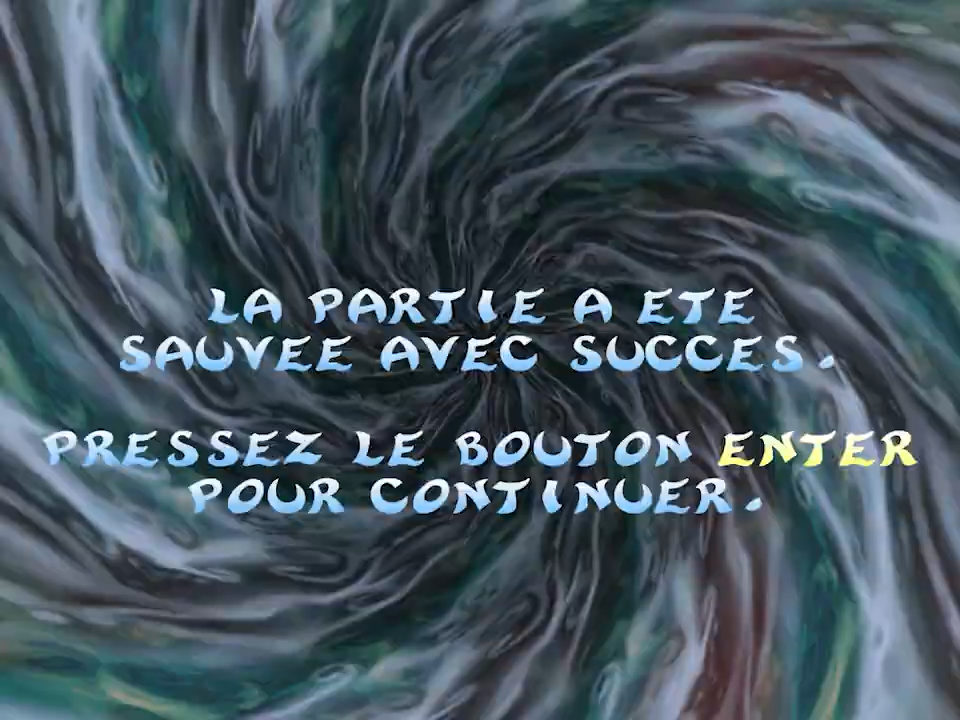 LA PARTIE A ETE
SAUVEE AVEC SUCCES.
PRESSEZ LE BOUTON ENTER
POUR CONTINUER.